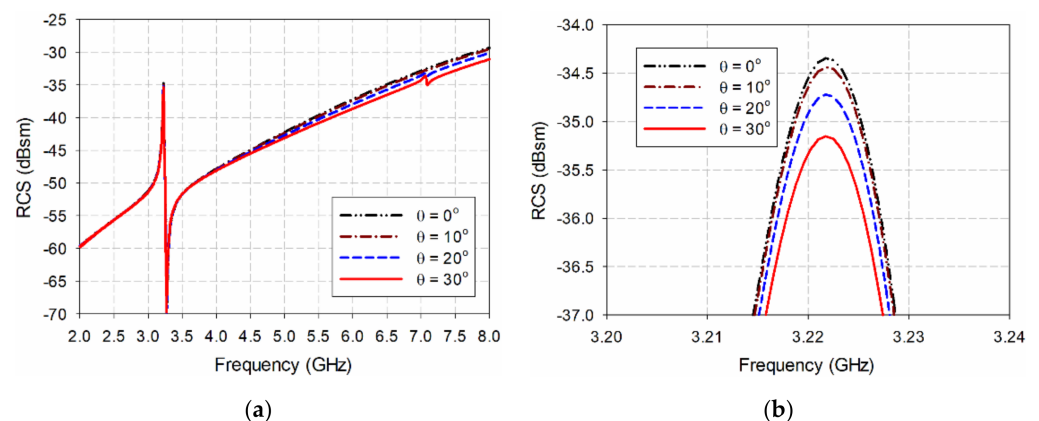 -25
-30
-35
-40
-45
-50
-55
-60
-65
-70
RCS (dBsm)
2.0 2.5 3.0 3.5 4.0 4.5 5.0 5.5 6.0 6.5 7.0 7.5 8.0
Frequency (GHz)
θ = 0°
θ = 10°
θ = 20°
θ = 30°
(a)
-34.0
-34.5
-35.0
-35.5
-36.0
-36.5
-37.0
RCS (dBsm)
3.20 3.21 3.22 3.23 3.24
Frequency (GHz)
θ = 0°
θ = 10°
θ = 20°
θ = 30°
(b)